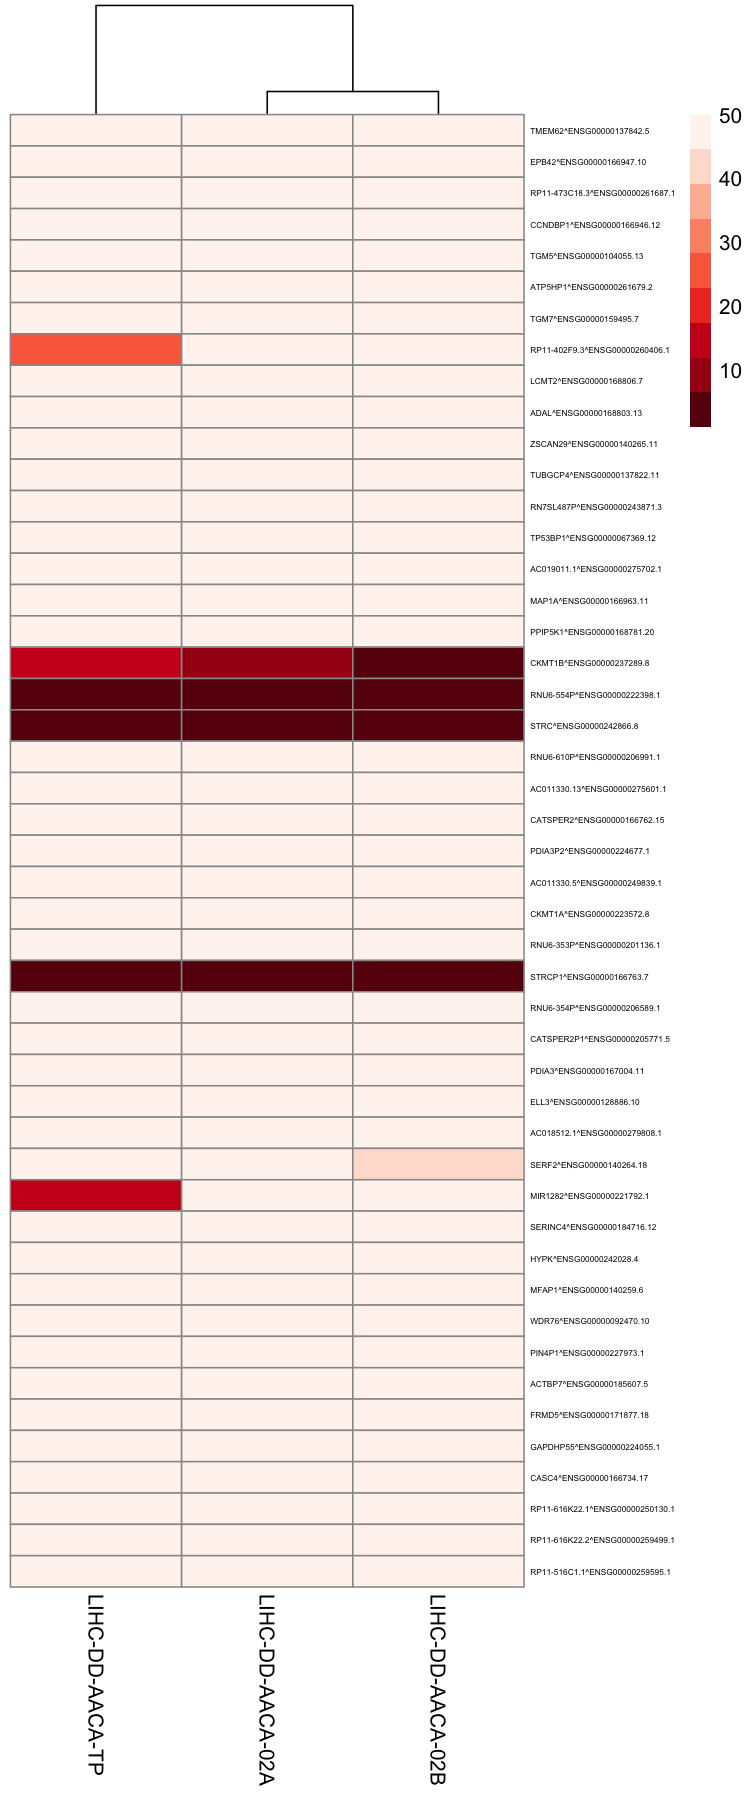 50
40
30
20
10
TMEM62^ENSG00000137842.5
EPB42^ENSG00000166947.10
RP11-473C18.3^ENSG00000261687.1
CCNDBP1^ENSG00000166946.12
TGM5^ENSG00000104055.13
ATP5HP1^ENSG00000261679.2
TGM7^ENSG00000159495.7
RP11-402F9.3^ENSG00000260406.1
LCMT2^ENSG00000168806.7
ADAL^ENSG00000168803.13
ZSCAN29^ENSG00000140265.11
TUBGCP4^ENSG00000137822.11
RN7SL487P^ENSG00000243871.3
TP53BP1^ENSG00000067369.12
AC019011.1^ENSG00000275702.1
MAP1A^ENSG00000166963.11
PPIP5K1^ENSG00000168781.20
CKMT1B^ENSG00000237289.8
RNU6-554P^ENSG00000222398.1
STRC^ENSG00000242866.8
RNU6-610P^ENSG00000206991.1
AC011330.13^ENSG00000275601.1
CATSPER2^ENSG00000166762.15
PDIA3P2^ENSG00000224677.1
AC011330.5^ENSG00000249839.1
CKMT1A^ENSG00000223572.8
RNU6-353P^ENSG00000201136.1
STRCP1^ENSG00000166763.7
RNU6-354P^ENSG00000206589.1
CATSPER2P1^ENSG00000205771.5
PDIA3^ENSG00000167004.11
ELL3^ENSG00000128886.10
AC018512.1^ENSG00000279808.1
SERF2^ENSG00000140264.18
MIR1282^ENSG00000221792.1
SERINC4^ENSG00000184716.12
HYPK^ENSG00000242028.4
MFAP1^ENSG00000140259.6
WDR76^ENSG00000092470.10
PIN4P1^ENSG00000227973.1
ACTBP7^ENSG00000185607.5
FRMD5^ENSG00000171877.18
GAPDHP55^ENSG00000224055.1
CASC4^ENSG00000166734.17
RP11-616K22.1^ENSG00000250130.1
RP11-616K22.2^ENSG00000259499.1
RP11-516C1.1^ENSG00000259595.1
LIHC-DD-AACA-TP
LIHC-DD-AACA-02A
LIHC-DD-AACA-02B